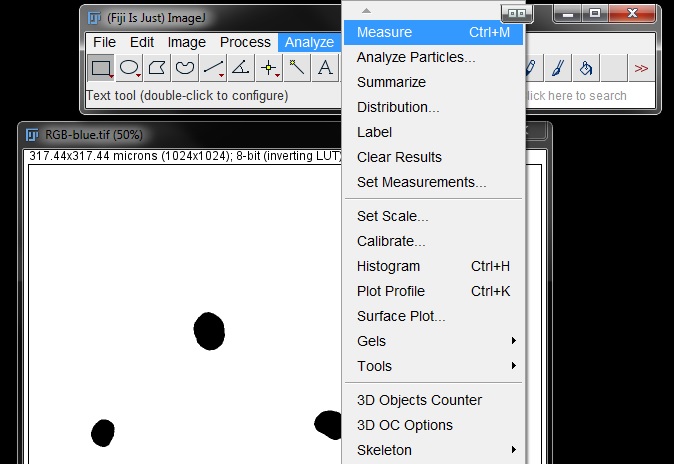 (Fiji Is Just) ImageJ
File Edit Image Process Analyze
A
>>
Text tool (double-click to configure)
lick here to search
RGB-blue.tif (50%)
317.44x317.44 microns (1024x1024); 8-bit (inverting LUT)
Measure Ctrl+M
Analyze Particles...
Summarize
Distribution...
Label
Clear Results
Set Measurements...
Set Scale...
Calibrate...
Histogram Ctrl+H
Plot Profile Ctrl+K
Surface Plot...
Gels
Tools
3D Objects Counter
3D OC Options
Skeleton